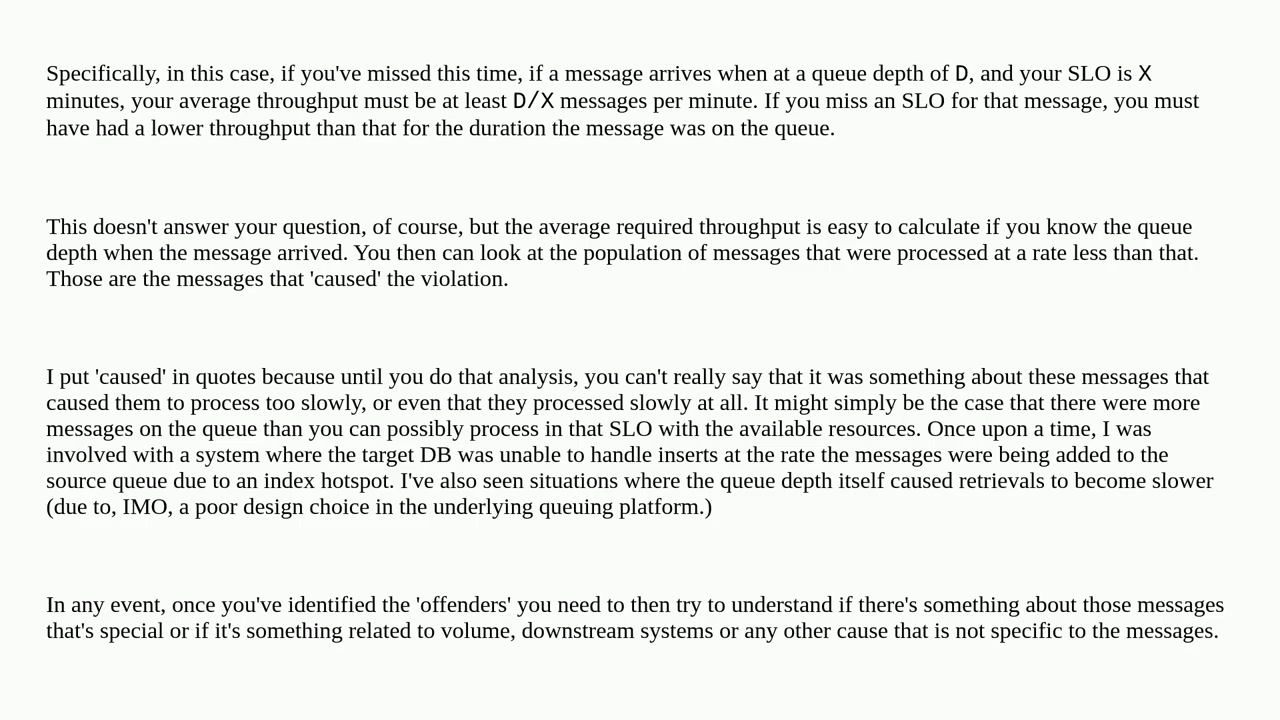 Specifically, in this case, if you've missed this time, if a message arrives when at a queue depth of D, and your SLO is X
minutes, your average throughput must be at least D/X messages per minute. If you miss an SLO for that message, you must
have had a lower throughput than that for the duration the message was on the queue.
This doesn't answer your question, of course, but the average required throughput is easy to calculate if you know the queue
depth when the message arrived. You then can look at the population of messages that were processed at a rate less than that.
Those are the messages that 'caused' the violation.
I put 'caused' in quotes because until you do that analysis, you can't really say that it was something about these messages that
caused them to process too slowly, or even that they processed slowly at all. It might simply be the case that there were more
messages on the queue than you can possibly process in that SLO with the available resources. Once upon a time, I was
involved with a system where the target DB was unable to handle inserts at the rate the messages were being added to the
source queue due to an index hotspot. I've also seen situations where the queue depth itself caused retrievals to become slower
(due to, IMO, a poor design choice in the underlying queuing platform.)
In any event, once you've identified the 'offenders' you need to then try to understand if there's something about those messages
that's special or if it's something related to volume, downstream systems or any other cause that is not specific to the messages.